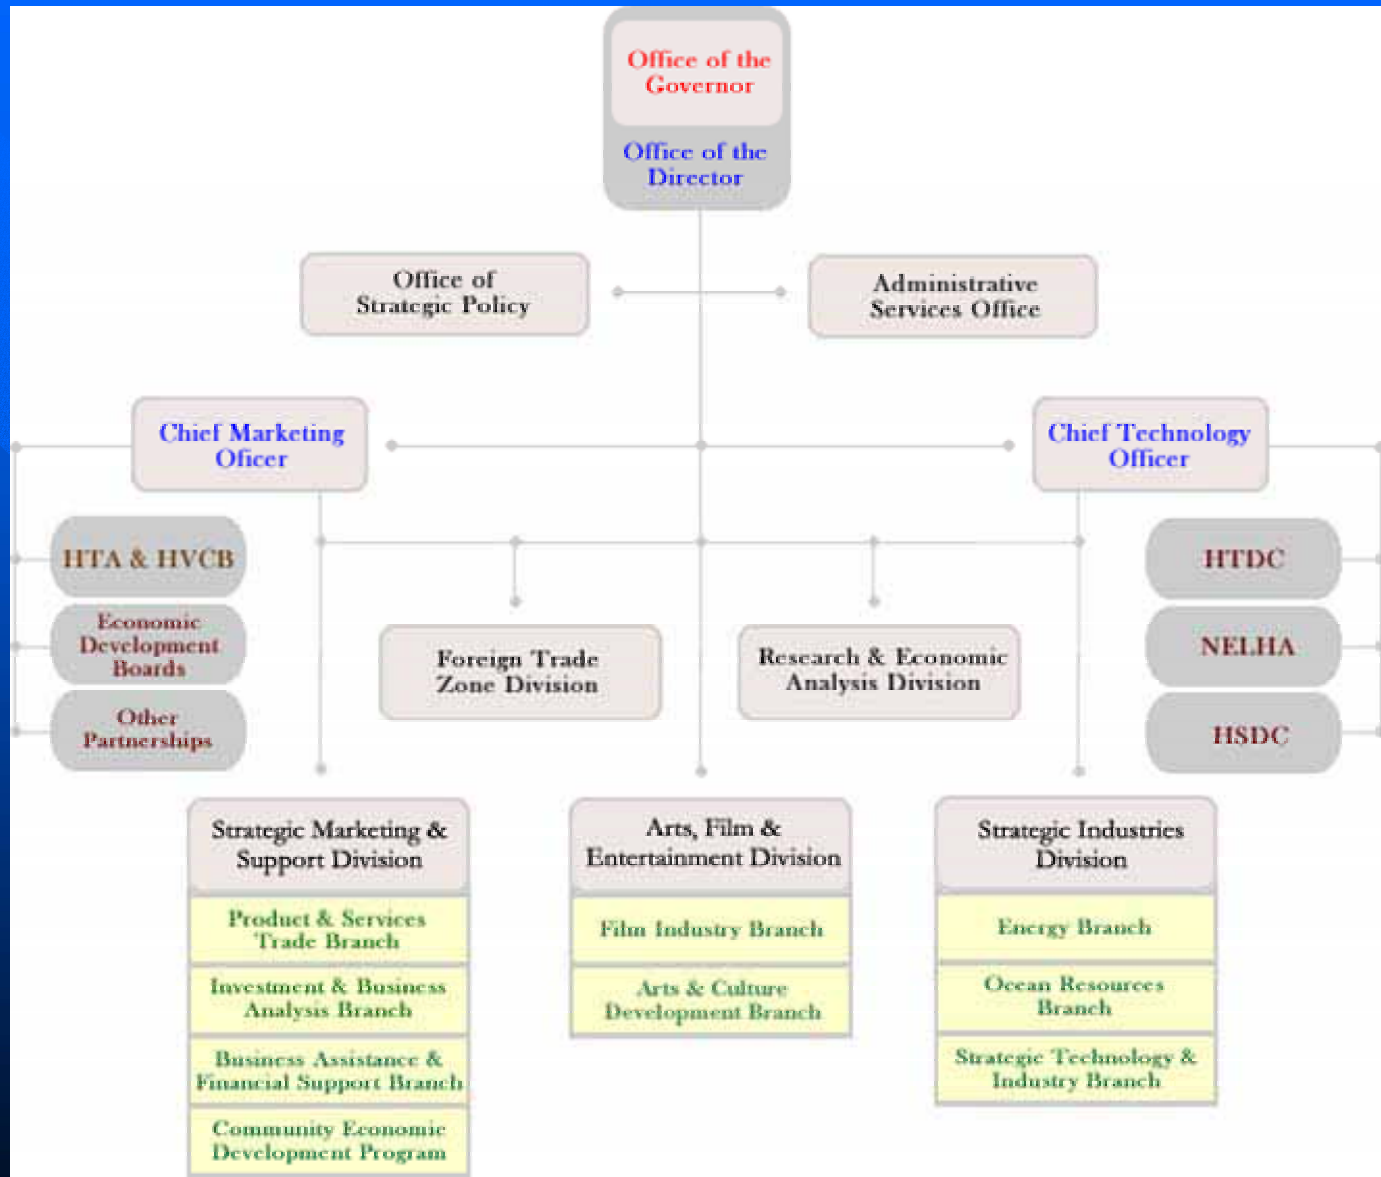 Office of the
Governor
Office of the
Director
Office of
Strategic Policy
Administrative
Services Office
Chief Marketing
Oficer
Chief Technology
Officer
HTA & HVCB
Economic
Development
Boards
Other
Partnerships
HTDC
NELHA
HSDC
Foreign Trade
Zone Division
Research & Economic
Analysis Division
Strategic Marketing &
Support Division
Product & Services
Trade Branch
Investment & Business
Analysis Branch
Business Assistance &
Financial Support Branch
Community Economic
Development Program
Arts, Film &
Entertainment Division
Film Industry Branch
Arts & Culture
Development Branch
Strategic Industries
Division
Energy Branch
Ocean Resources
Branch
Strategic Technology &
Industry Branch